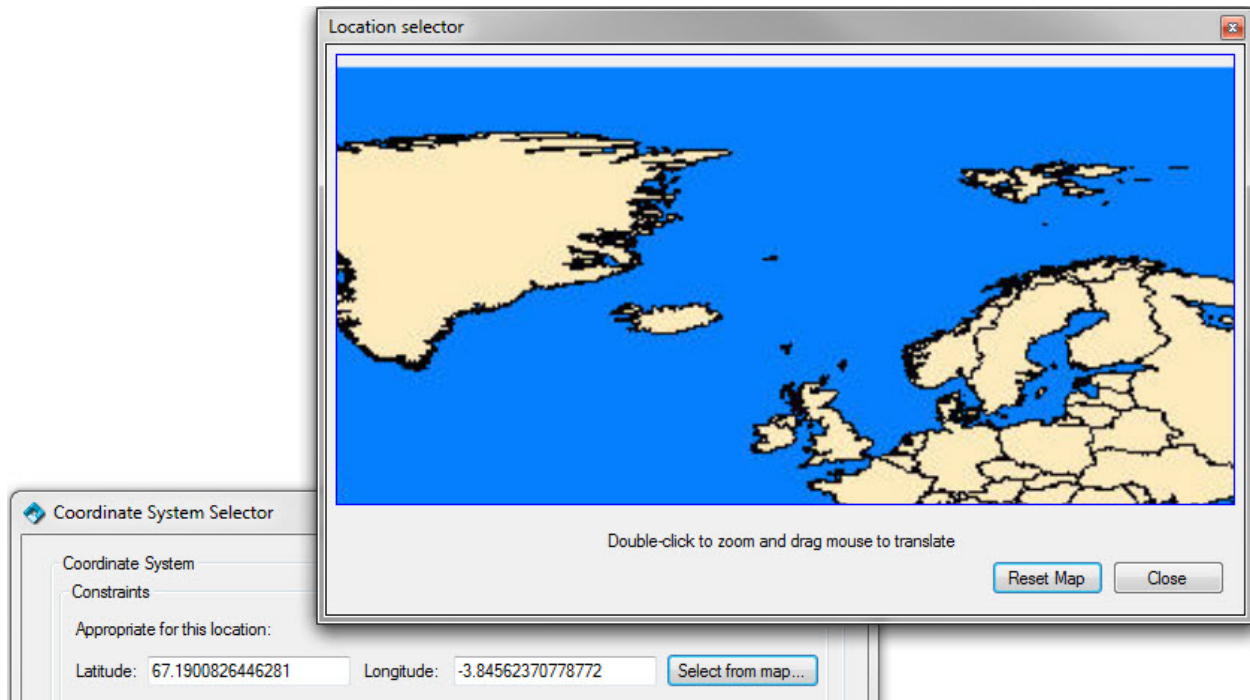 Location selector
Double-click to zoom and drag mouse to translate
Reset Map
Close
Coordinate System Selector
Coordinate System
Constraints
Appropriate for this location:
Latitude: 67.1900826446281 Longitude: -3.84562370778772 Select from map...